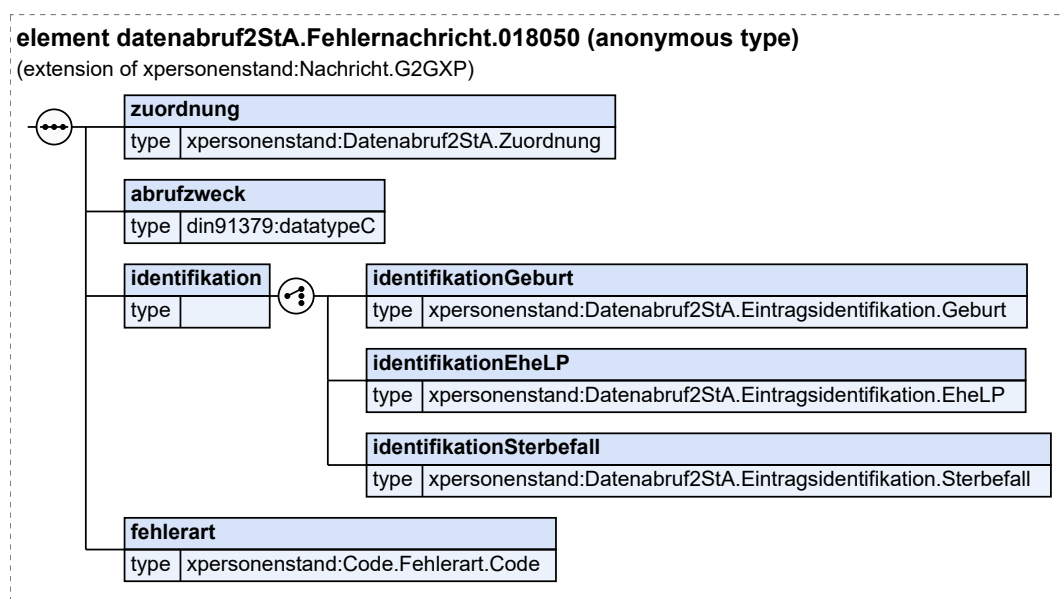 element datenabruf2StA.Fehlernachricht.018050 (anonymous type)
(extension of xpersonenstand:Nachricht.G2GXP)
zuordnung
type xpersonenstand:Datenabruf2StA.Zuordnung
abrufzweck
type din91379:datatypeC
identifikation
type
identifikationGeburt
type xpersonenstand:Datenabruf2StA.Eintragsidentifikation.Geburt
identifikationEheLP
type xpersonenstand:Datenabruf2StA.Eintragsidentifikation.EheLP
identifikationSterbefall
type xpersonenstand:Datenabruf2StA.Eintragsidentifikation.Sterbefall
fehlerart
type xpersonenstand:Code.Fehlerart.Code